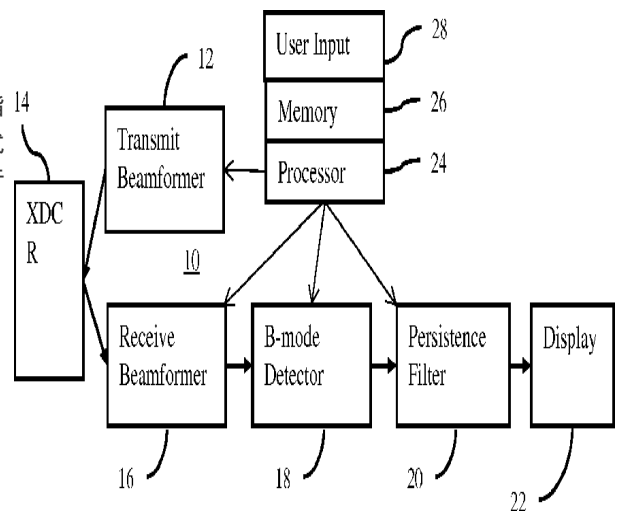 User Input
28
12
Memory
26
14
Transmit
Beamformer
Processor
24
XDC
R
10
Receive
Beamformer
B-mode
Detector
Persistence
Filter
Display
16
18
20
22